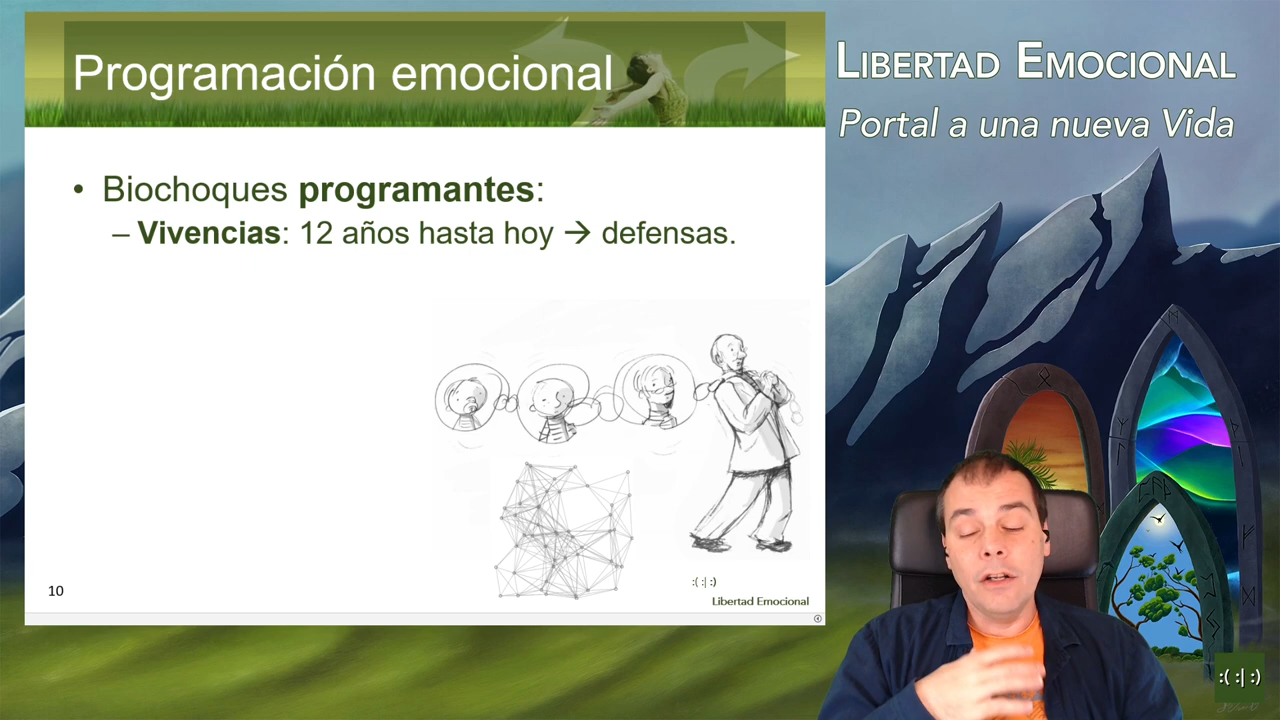 Programación emocional
LIBERTAD EMOCIONAL
Portal a una nueva Vida
• Biochoques programantes:
– Vivencias: 12 años hasta hoy → defensas.
10
:( :| :)
Libertad Emocional
:( :| :)